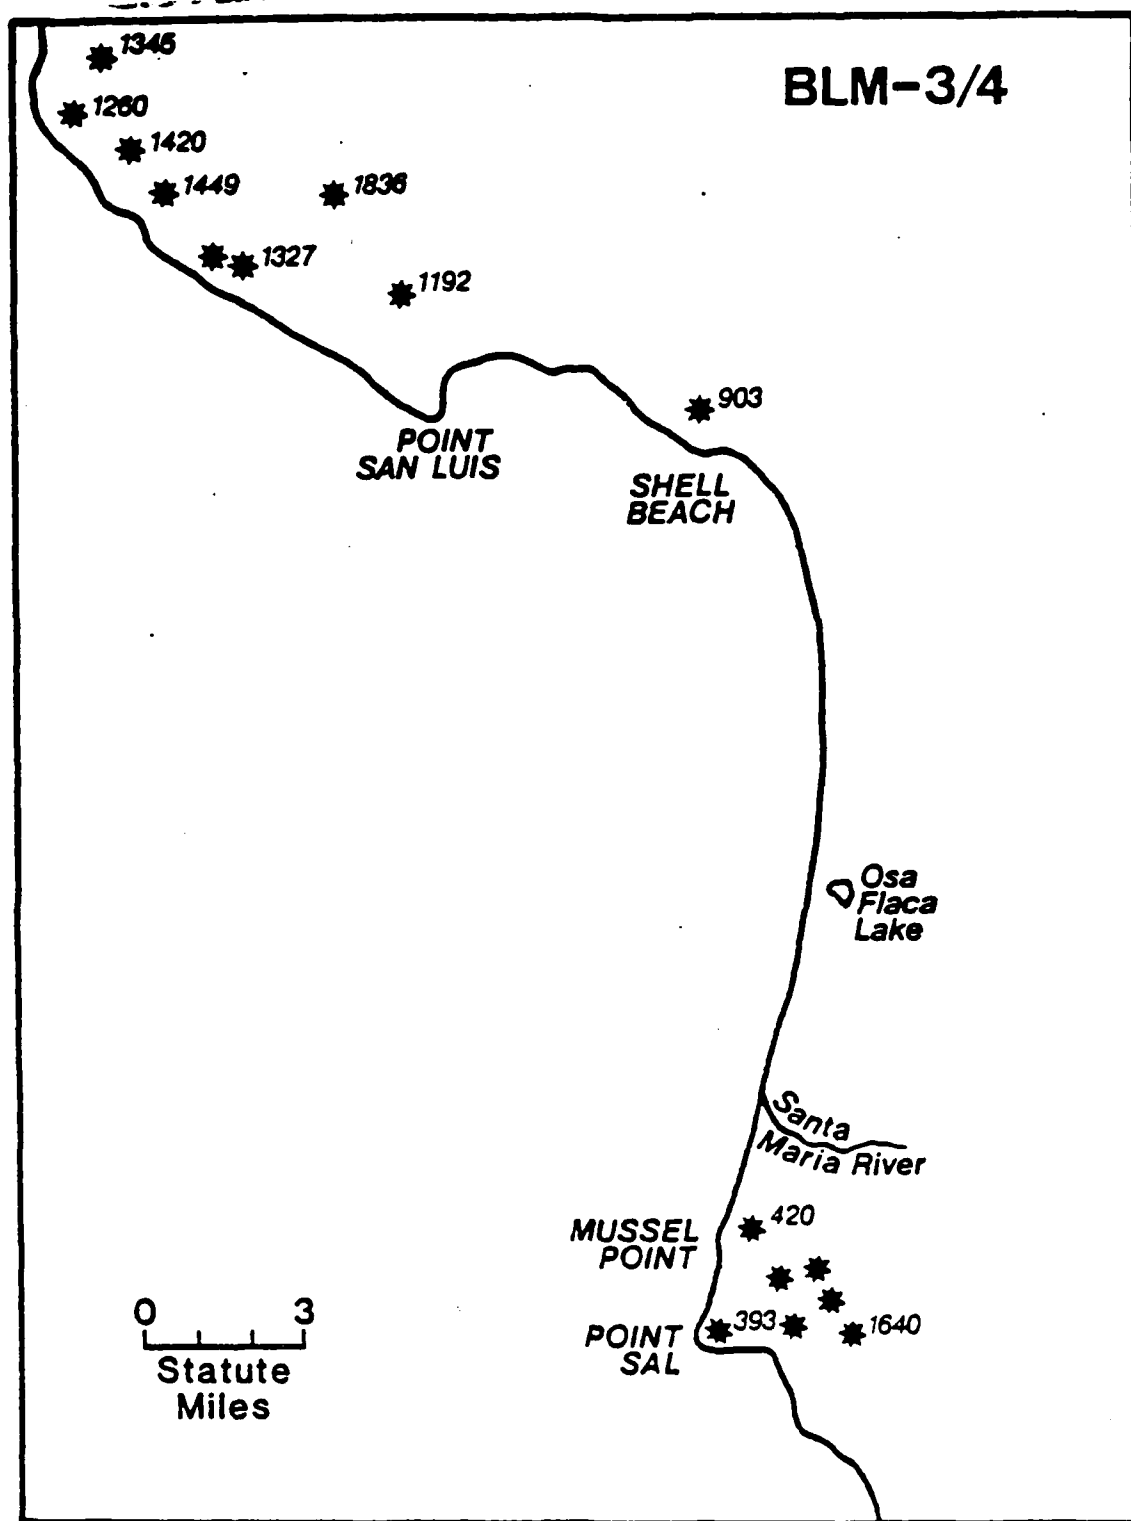 BLM-3/4
1345
1260
1420
1449
1836
1327
1192
903
POINT
SAN LUIS
SHELL
BEACH
Osa
Flaca
Lake
Santa
Maria River
420
MUSSEL
POINT
393
1640
POINT
SAL
0 3
Statute
Miles